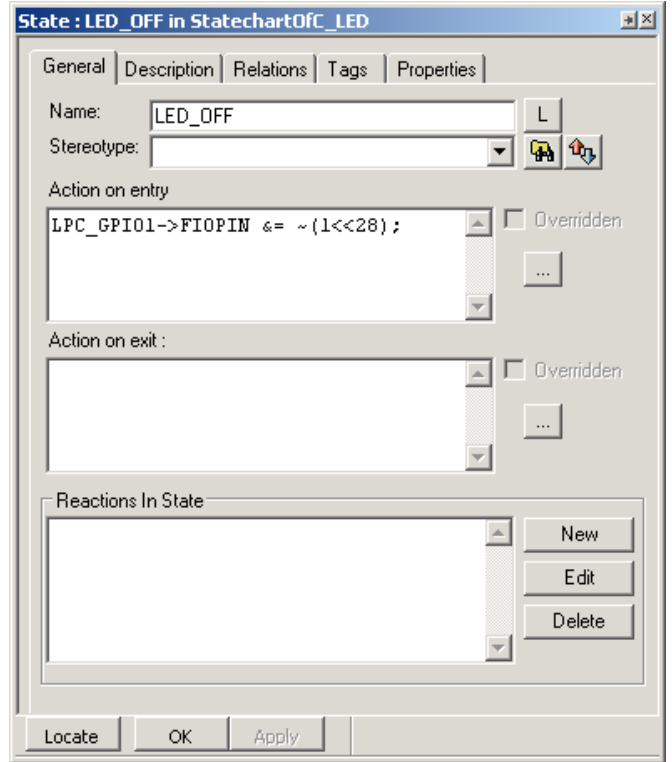 State : LED_OFF in StatechartOfC_LED
General Description Relations Tags Properties
Name: LED_OFF L
Stereotype:
Action on entry
LPC_GPIO1->FIOPIN &= ~(1<<28);
Overridden
...
Action on exit :
Overridden
...
Reactions In State
New
Edit
Delete
Locate OK Apply